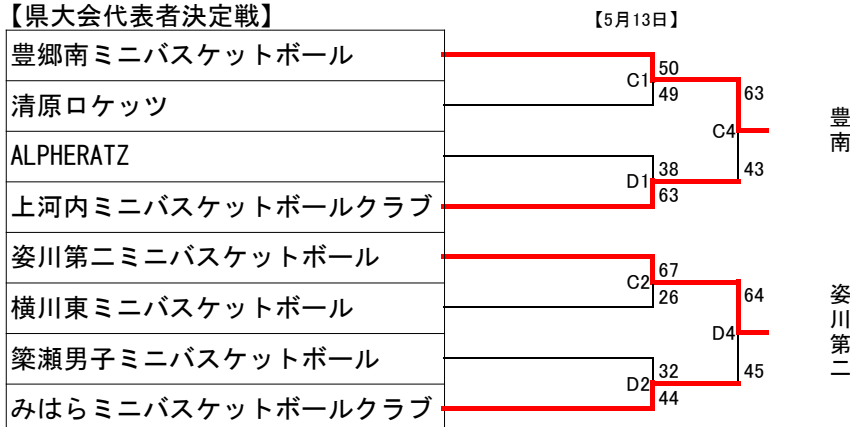 【県大会代表者決定戦】
【5月13日】
豊郷南ミニバスケットボール
50
C1
清原ロケッツ
49
63
C4
豊南
ALPHERATZ
38
43
D1
上河内ミニバスケットボールクラブ
63
姿川第二ミニバスケットボール
67
C2
横川東ミニバスケットボール
26
64
D4
姿川第二
簗瀬男子ミニバスケットボール
32
45
D2
みはらミニバスケットボールクラブ
44